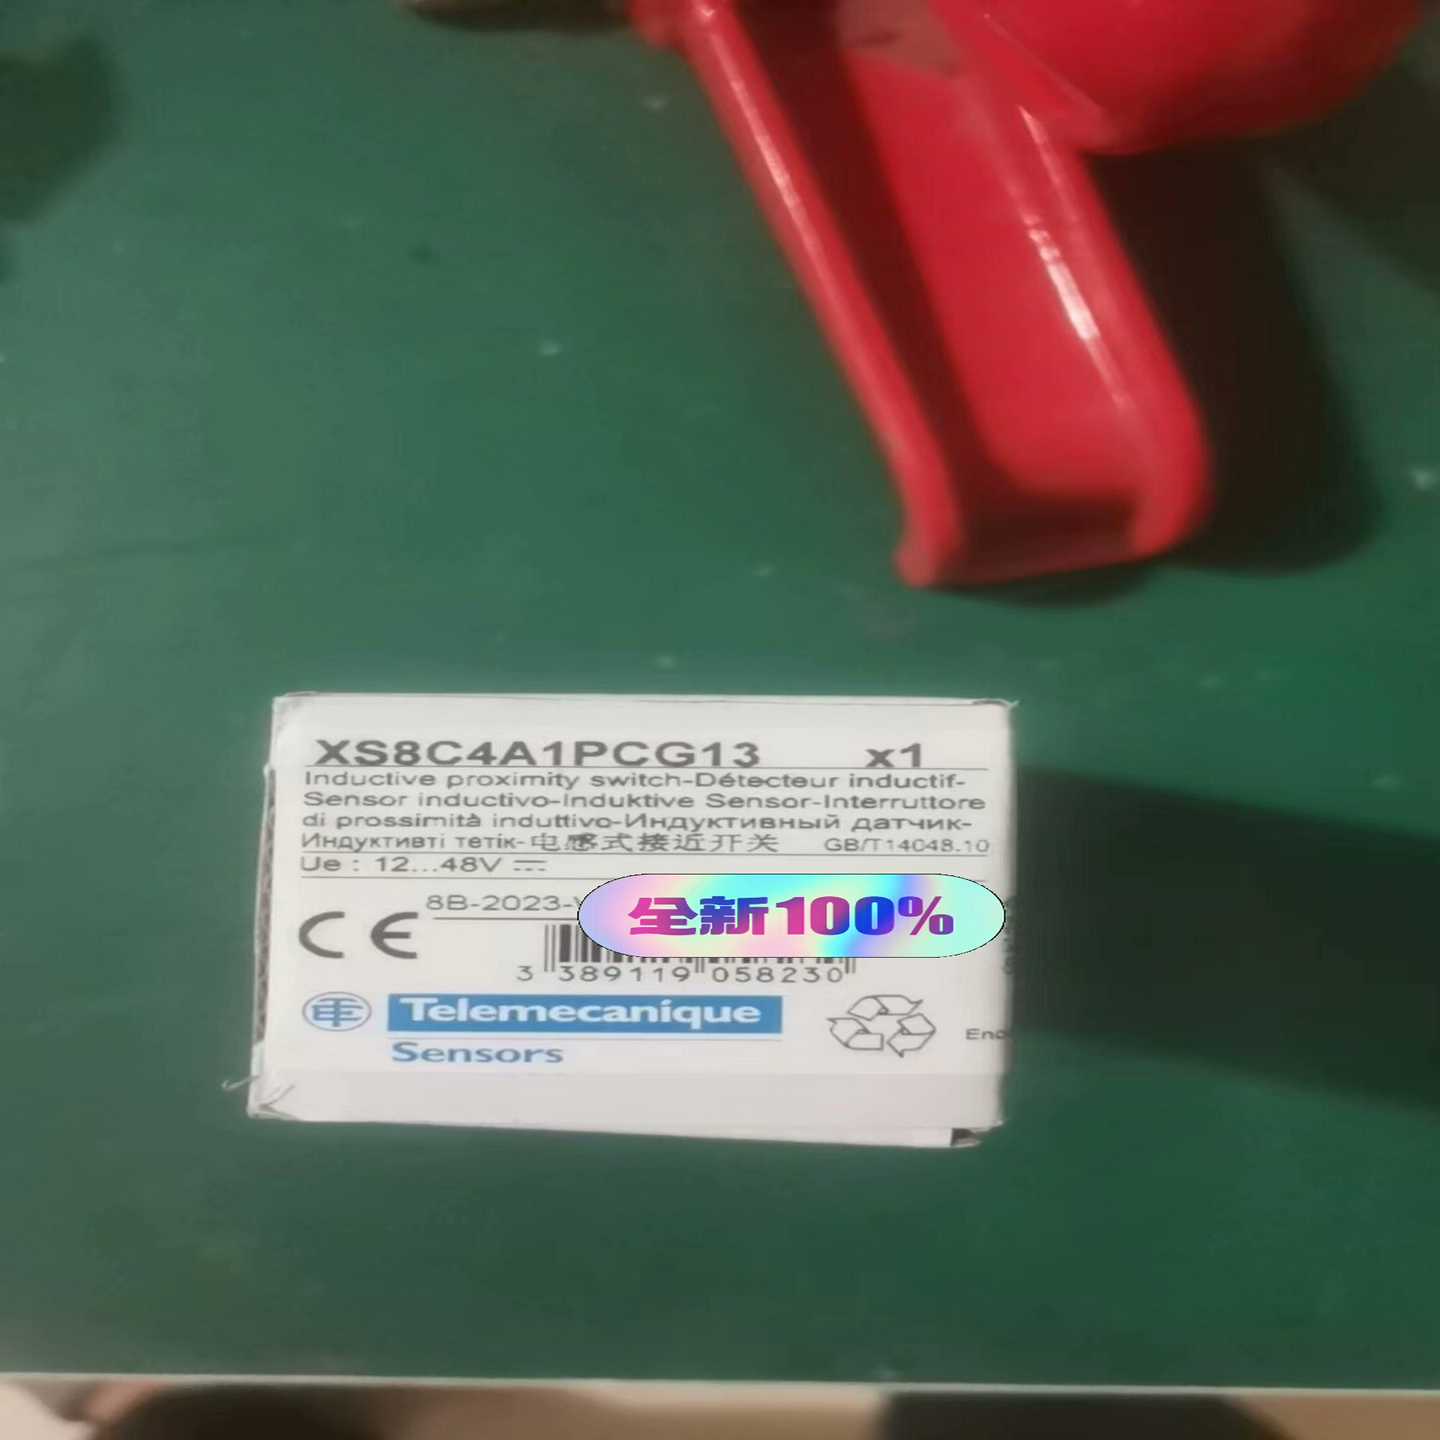 XS8C4A1PCG13 x1
Inductive proximity switch-Détecteur inductif-
Sensor inductivo-Induktive Sensor-Interruttore
di prossimità induttivo-Индуктивный датчик-
Индуктивті тетік-电感式接近开关 GB/T14048.10
Ue : 12...48V
8B-2023-
全新100%
CE
3 389119 058230
TE
Telemecanique
Sensors